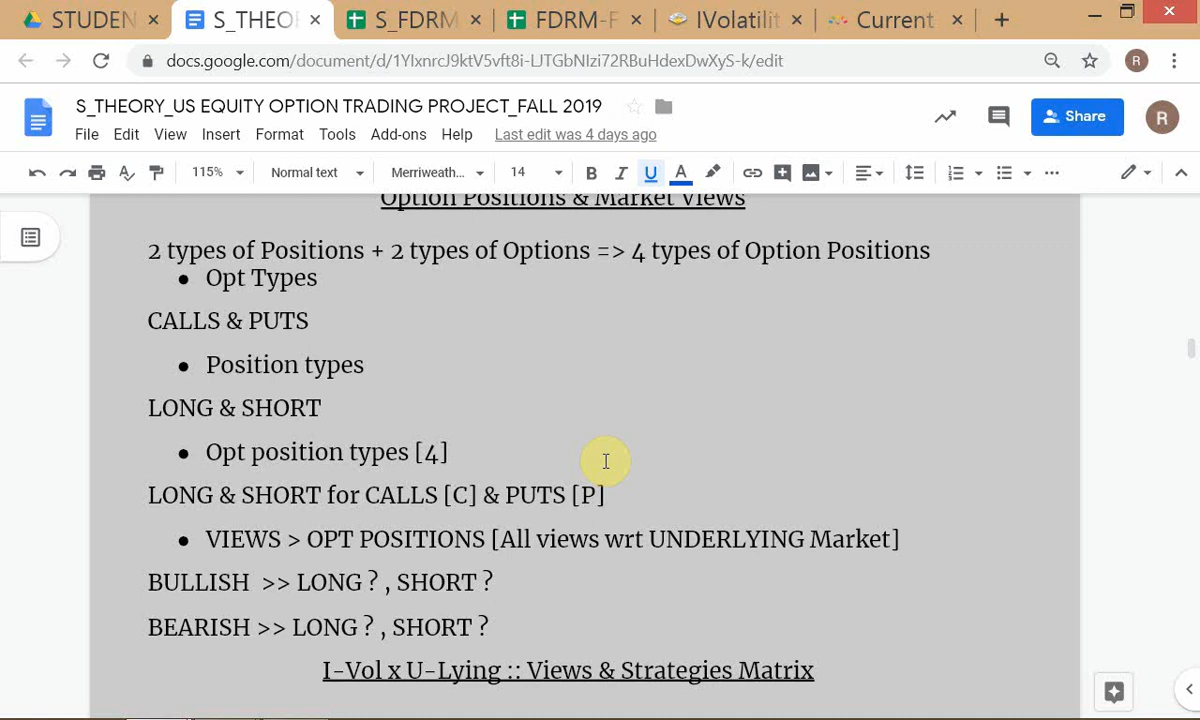 STUDEN × S_THEO × S_FDRM × FDRM-F × IVolatilit × Current × +
docs.google.com/document/d/1YIxnrcJ9ktV5vft8i-LJTGbNIzi72RBuHdexDwXyS-k/edit R
S_THEORY_US EQUITY OPTION TRADING PROJECT_FALL 2019
File Edit View Insert Format Tools Add-ons Help Last edit was 4 days ago
Share R
115% Normal text Merriweath... 14 B I U A
Option Positions & Market Views
2 types of Positions + 2 types of Options => 4 types of Option Positions
● Opt Types
CALLS & PUTS
● Position types
LONG & SHORT
● Opt position types [4]
LONG & SHORT for CALLS [C] & PUTS [P]
● VIEWS > OPT POSITIONS [All views wrt UNDERLYING Market]
BULLISH >> LONG ? , SHORT ?
BEARISH >> LONG ? , SHORT ?
I-Vol x U-Lying :: Views & Strategies Matrix